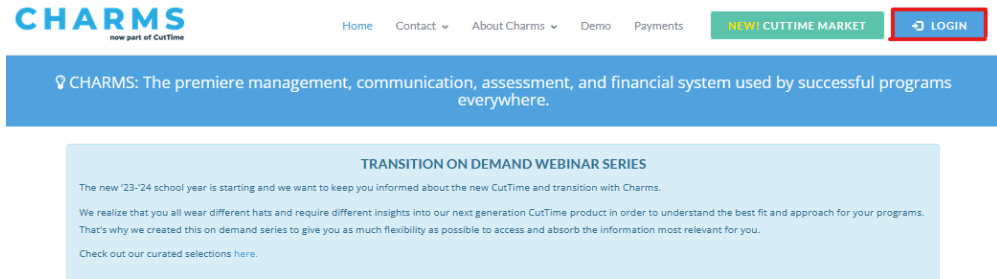 CHARMS
now part of CutTime
Home Contact About Charms Demo Payments NEW! CUTTIME MARKET LOGIN
CHARMS: The premiere management, communication, assessment, and financial system used by successful programs
everywhere.
TRANSITION ON DEMAND WEBINAR SERIES
The new '23-'24 school year is starting and we want to keep you informed about the new CutTime and transition with Charms.
We realize that you all wear different hats and require different insights into our next generation CutTime product in order to understand the best fit and approach for your programs.
That's why we created this on demand series to give you as much flexibility as possible to access and absorb the information most relevant for you.
Check out our curated selections here.